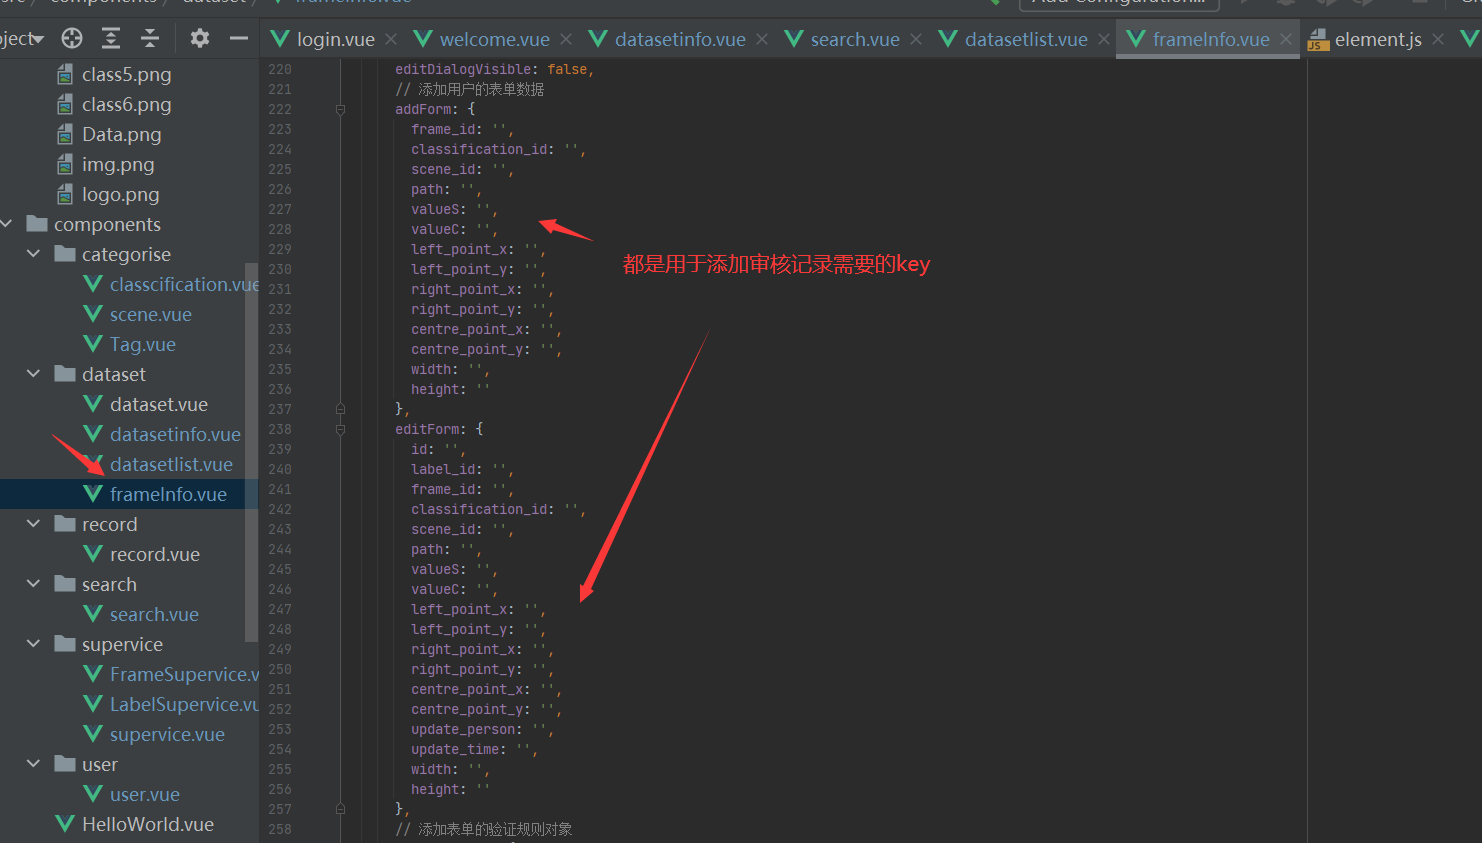 Add Configuration...
ject
login.vue
welcome.vue
datasetinfo.vue
search.vue
datasetlist.vue
frameInfo.vue
element.js
class5.png
class6.png
Data.png
img.png
logo.png
components
categorise
classcification.vue
scene.vue
Tag.vue
dataset
dataset.vue
datasetinfo.vue
datasetlist.vue
frameInfo.vue
record
record.vue
search
search.vue
supervice
FrameSupervice.v
LabelSupervice.vu
supervice.vue
user
user.vue
HelloWorld.vue
220 editDialogVisible: false,
221 // 添加用户的表单数据
222 addForm: {
223 frame_id: '',
224 classification_id: '',
225 scene_id: '',
226 path: '',
227 valueS: '',
228 valueC: '',
229 left_point_x: '',
230 left_point_y: '',
231 right_point_x: '',
232 right_point_y: '',
233 centre_point_x: '',
234 centre_point_y: '',
235 width: '',
236 height: ''
237 },
238 editForm: {
239 id: '',
240 label_id: '',
241 frame_id: '',
242 classification_id: '',
243 scene_id: '',
244 path: '',
245 valueS: '',
246 valueC: '',
247 left_point_x: '',
248 left_point_y: '',
249 right_point_x: '',
250 right_point_y: '',
251 centre_point_x: '',
252 centre_point_y: '',
253 update_person: '',
254 update_time: '',
255 width: '',
256 height: ''
257 },
258 // 添加表单的验证规则对象
都是用于添加审核记录需要的key